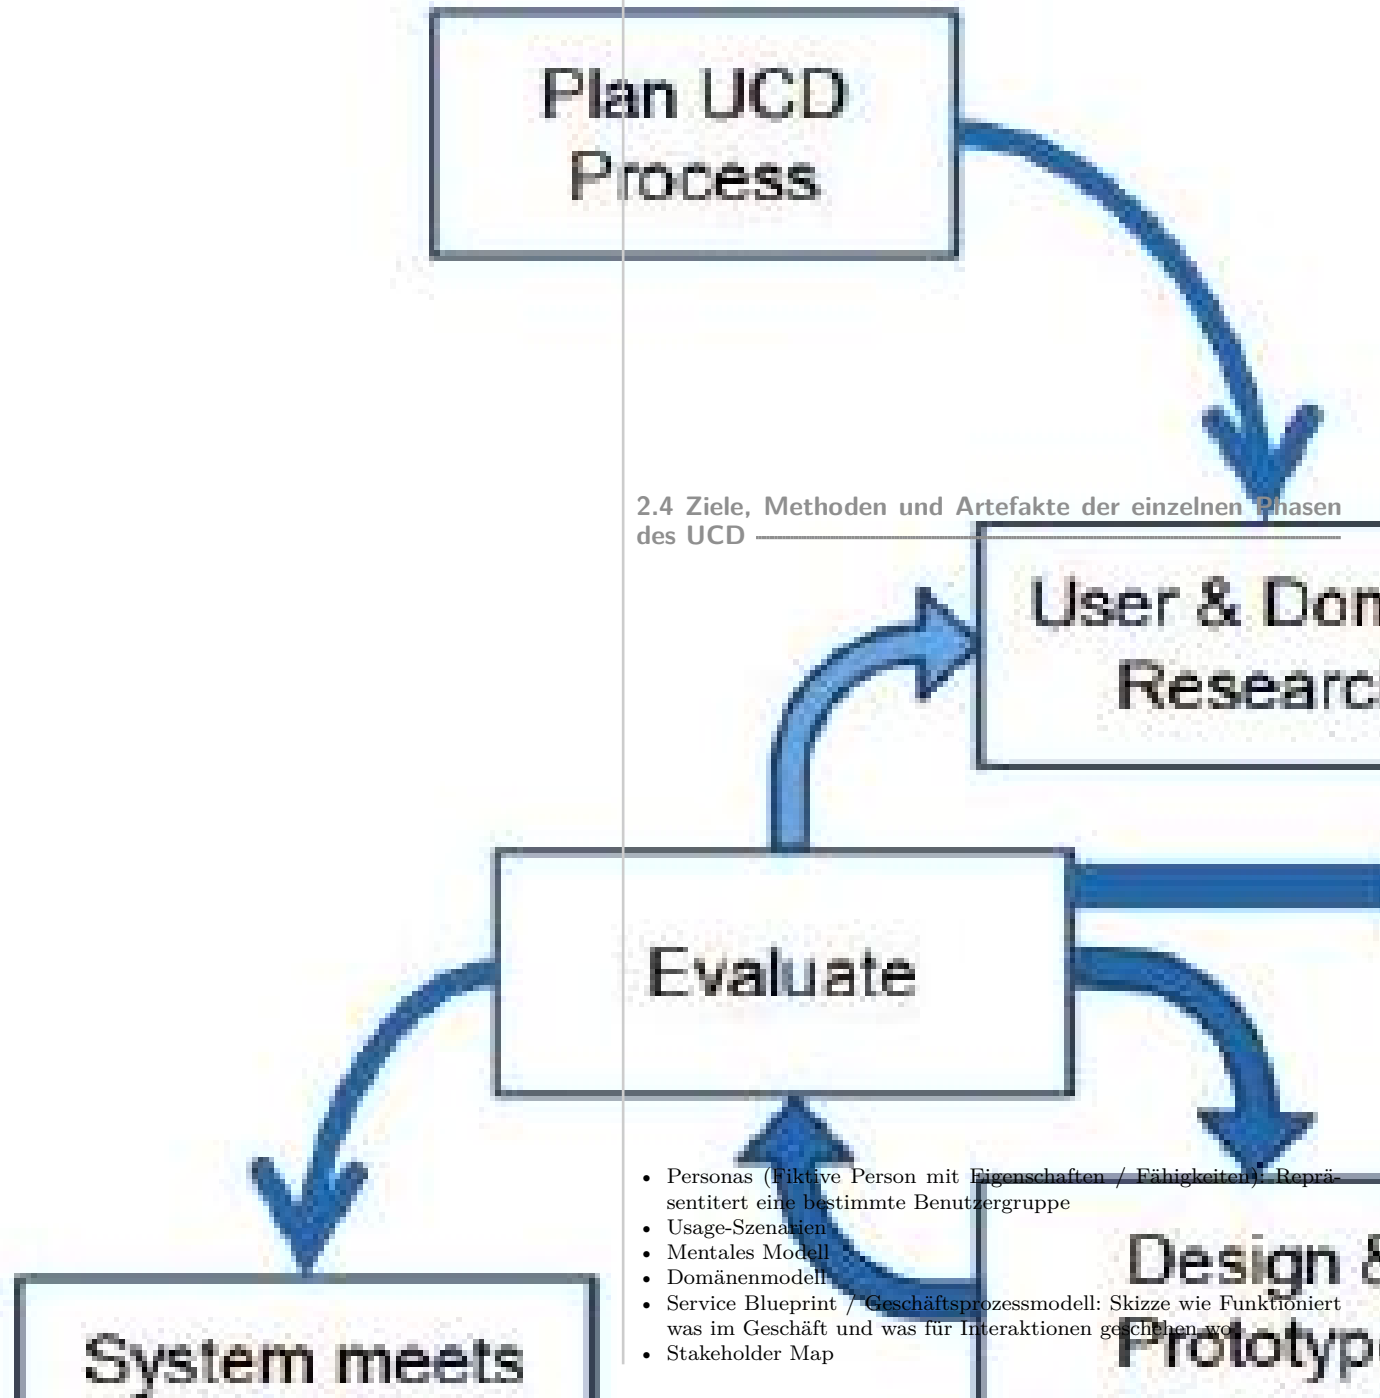 Plan UCD
Process
2.4 Ziele, Methoden und Artefakte der einzelnen Phasen
des UCD
User & Dom
Research
Evaluate
• Personas (Fiktive Person mit Eigenschaften / Fähigkeiten): Reprä-
sentitert eine bestimmte Benutzergruppe
• Usage-Szenarien
• Mentales Modell
• Domänenmodell
• Service Blueprint / Geschäftsprozessmodell: Skizze wie Funktioniert
was im Geschäft und was für Interaktionen geschehen wo
• Stakeholder Map
Design &
Prototyp
System meets